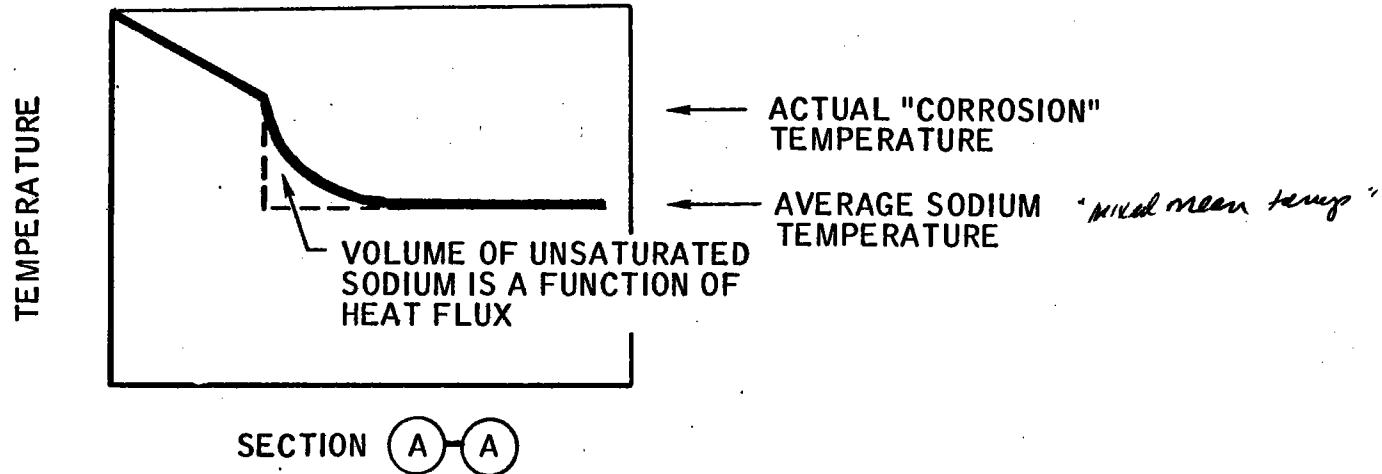 TEMPERATURE
ACTUAL "CORROSION"
TEMPERATURE
AVERAGE SODIUM "mixed mean temp"
TEMPERATURE
VOLUME OF UNSATURATED
SODIUM IS A FUNCTION OF
HEAT FLUX
SECTION A-A